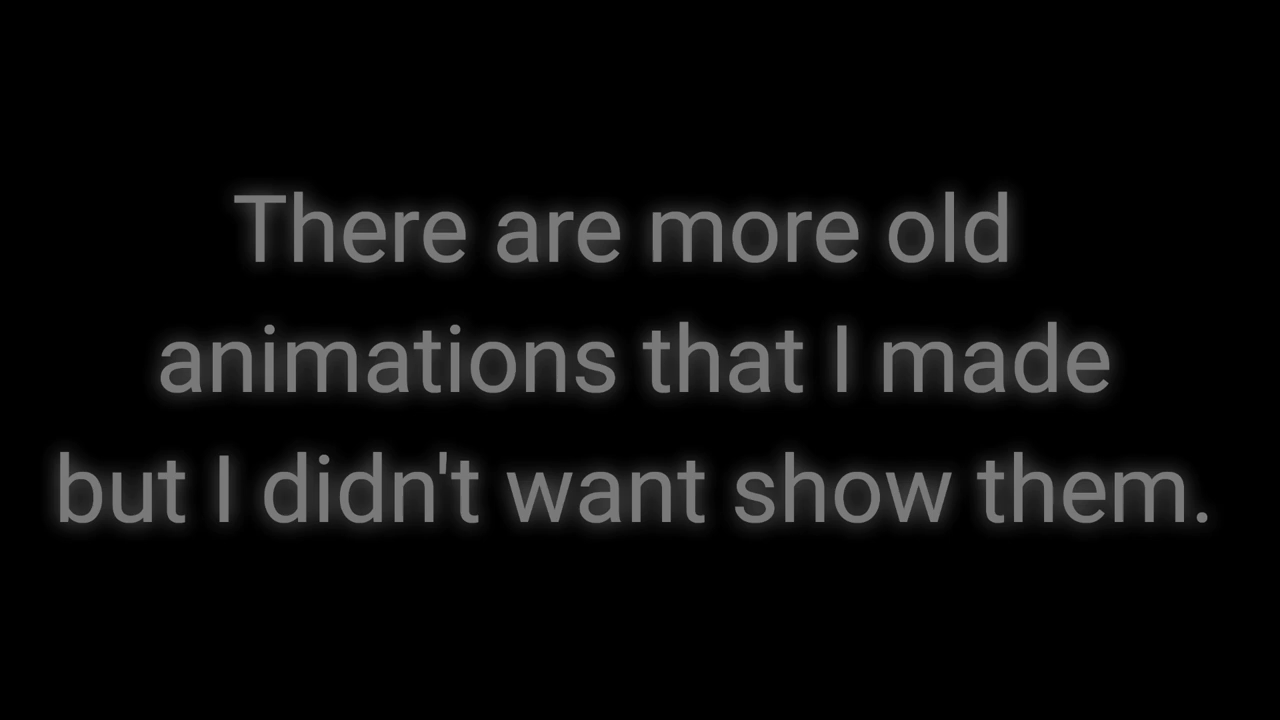 There are more old
animations that I made
but I didn't want show them.